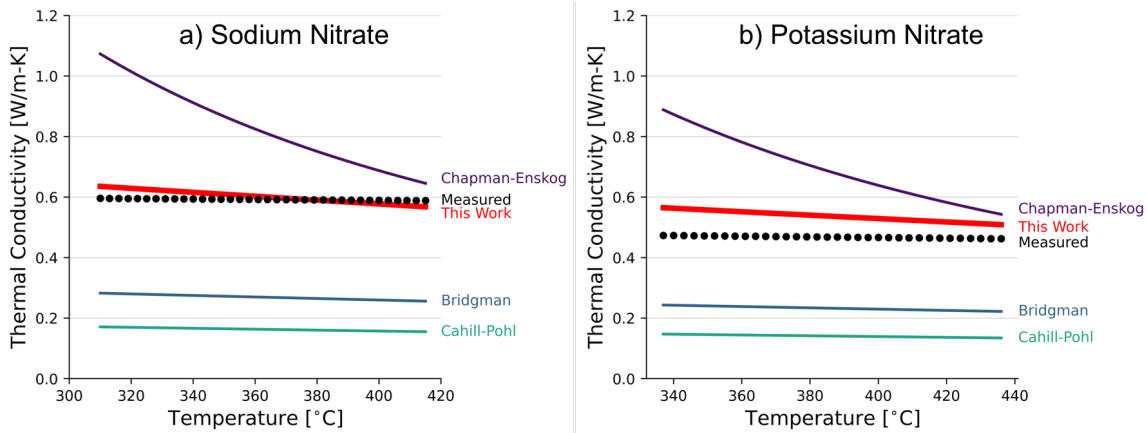 a) Sodium Nitrate
Thermal Conductivity [W/m-K]
1.2
1.0
0.8
0.6
0.4
0.2
0.0
Chapman-Enskog
Measured
This Work
Bridgman
Cahill-Pohl
300 320 340 360 380 400 420
Temperature [°C]
b) Potassium Nitrate
Thermal Conductivity [W/m-K]
1.2
1.0
0.8
0.6
0.4
0.2
0.0
Chapman-Enskog
This Work
Measured
Bridgman
Cahill-Pohl
340 360 380 400 420 440
Temperature [°C]